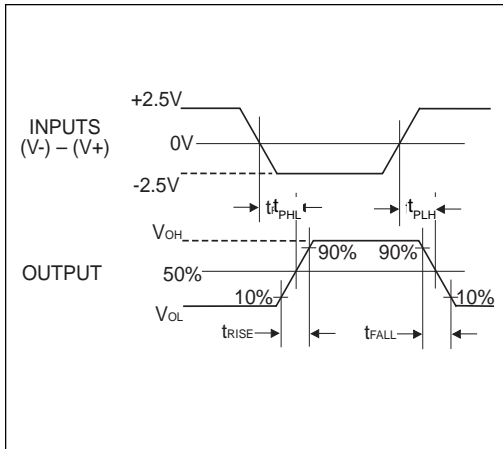 +2.5V
INPUTS
(V-) – (V+)
0V
-2.5V
tPHL
tPLH
VOH
90%
90%
OUTPUT
50%
10%
10%
VOL
tRISE
tFALL